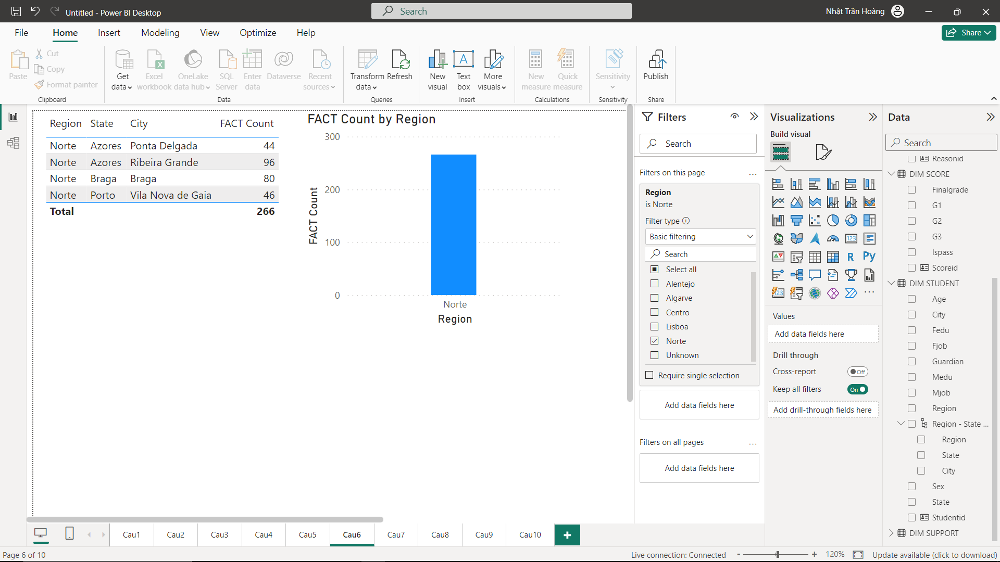 Untitled - Power BI Desktop
Search
Nhật Trần Hoàng
File
Home
Insert
Modeling
View
Optimize
Help
Share
Paste
Cut
Copy
Format painter
Clipboard
Get data
Excel workbook
OneLake data hub
SQL Server
Enter data
Dataverse
Recent sources
Data
Transform data
Refresh
Queries
New visual
Text box
More visuals
Insert
New measure
Quick measure
Calculations
Sensitivity
Sensitivity
Publish
Share
Region State City FACT Count
Norte Azores Ponta Delgada 44
Norte Azores Ribeira Grande 96
Norte Braga Braga 80
Norte Porto Vila Nova de Gaia 46
Total 266
FACT Count by Region
300
200
100
0
FACT Count
Norte
Region
Filters
Search
Filters on this page
...
Region
is Norte
Filter type
Basic filtering
Search
Select all
Alentejo
Algarve
Centro
Lisboa
Norte
Unknown
Require single selection
Add data fields here
Filters on all pages
...
Add data fields here
Visualizations
Build visual
123
R
Py
123
...
Values
Add data fields here
Drill through
Cross-report
Off
Keep all filters
On
Add drill-through fields here
Data
Search
Reasonid
DIM SCORE
Finalgrade
G1
G2
G3
Ispass
Scoreid
DIM STUDENT
Age
City
Fedu
Fjob
Guardian
Medu
Mjob
Region
Region - State ...
Region
State
City
Sex
State
Studentid
DIM SUPPORT
Cau1
Cau2
Cau3
Cau4
Cau5
Cau6
Cau7
Cau8
Cau9
Cau10
+
Page 6 of 10
Live connection: Connected
- +
120%
Update available (click to download)